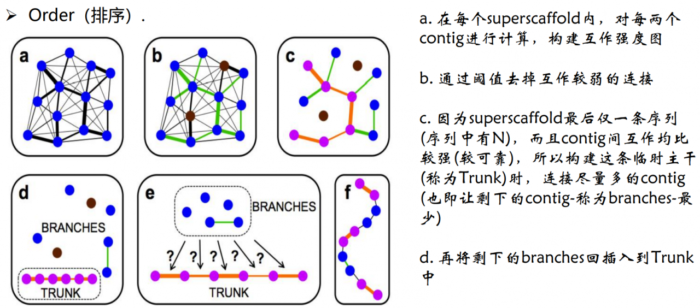 ➢ Order（排序）.
a
b
c
d
BRANCHES
TRUNK
e
BRANCHES
?
?
?
?
?
TRUNK
f
a. 在每个superscaffold内，对每两个
contig进行计算，构建互作强度图
b. 通过阈值去掉互作较弱的连接
c. 因为superscaffold最后仅一条序列
(序列中有N)，而且contig间互作均比
较强(较可靠)，所以构建这条临时主干
(称为Trunk)时，连接尽量多的contig
(也即让剩下的contig-称为branches-最
少)
d. 再将剩下的branches回插入到Trunk
中